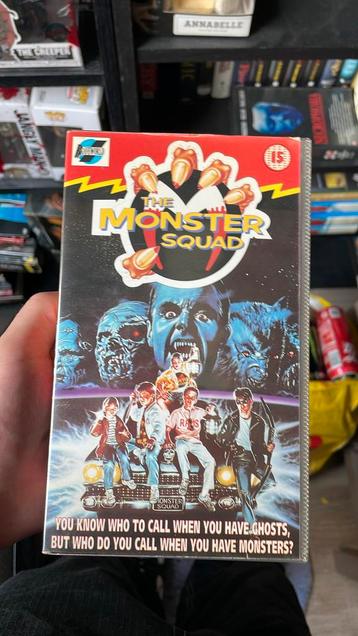 ANNABELLE
THE CREEPER
15
THE
MONSTER
SQUAD
MONSTER
SQUAD
YOU KNOW WHO TO CALL WHEN YOU HAVE GHOSTS,
BUT WHO DO YOU CALL WHEN YOU HAVE MONSTERS?